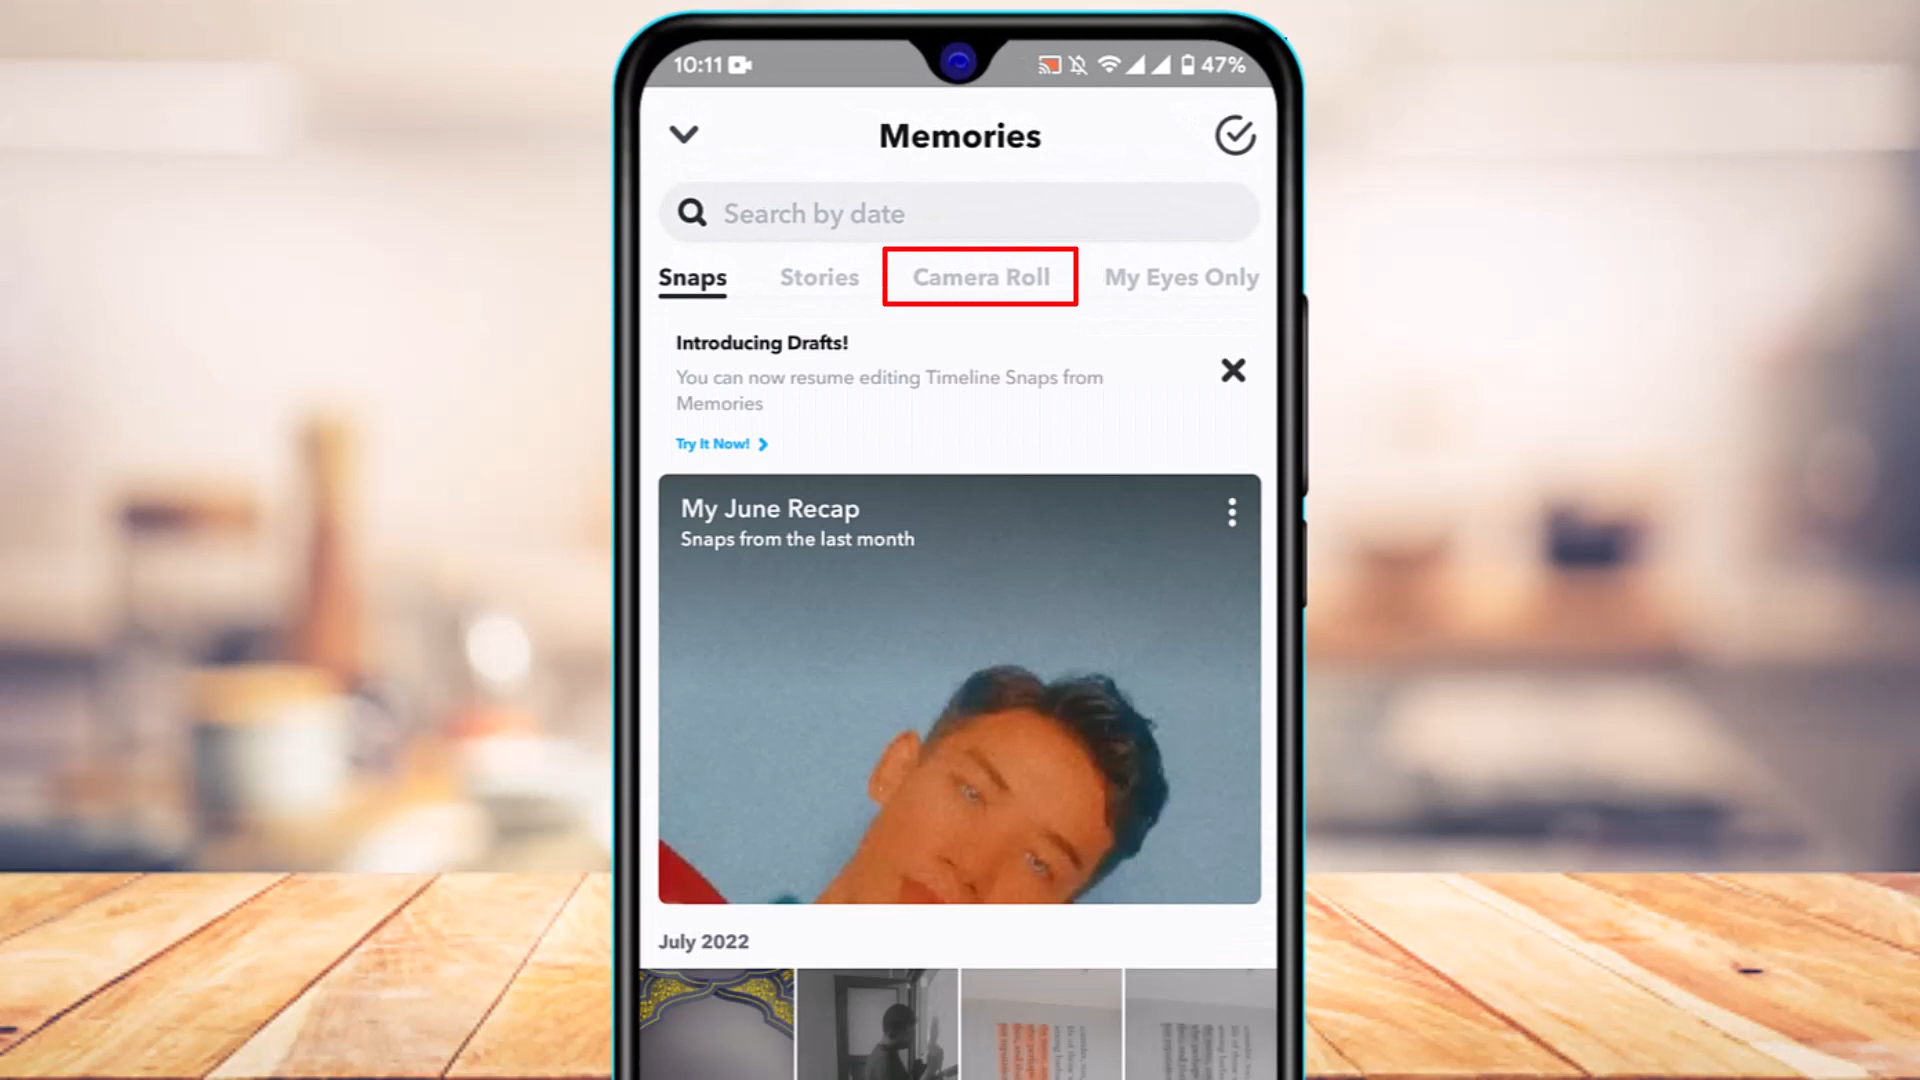 10:11 47%
Memories
Search by date
Snaps Stories Camera Roll My Eyes Only
Introducing Drafts!
You can now resume editing Timeline Snaps from
Memories
Try It Now!
My June Recap
Snaps from the last month
July 2022